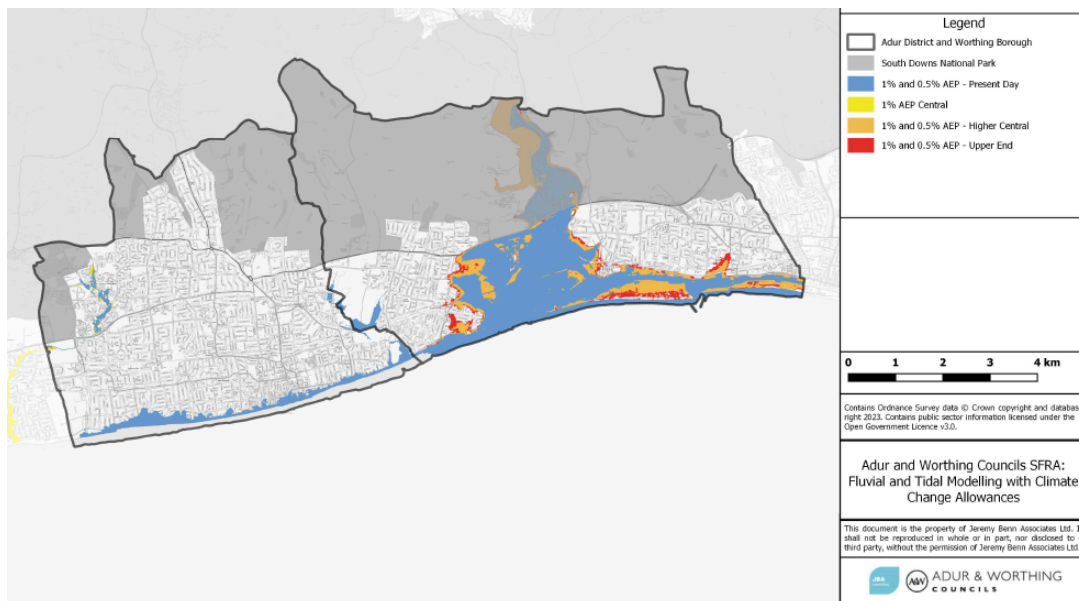 Legend
Adur District and Worthing Borough
South Downs National Park
1% and 0.5% AEP - Present Day
1% AEP Central
1% and 0.5% AEP - Higher Central
1% and 0.5% AEP - Upper End
0 1 2 3 4 km
Contains Ordnance Survey data © Crown copyright and databas
right 2023. Contains public sector information licensed under the
Open Government Licence v3.0.
Adur and Worthing Councils SFRA:
Fluvial and Tidal Modelling with Climate
Change Allowances
This document is the property of Jeremy Benn Associates Ltd. I
shall not be reproduced in whole or in part, nor disclosed to
third party, without the permission of Jeremy Benn Associates Ltd
JBA
ADUR & WORTHING
COUNCILS